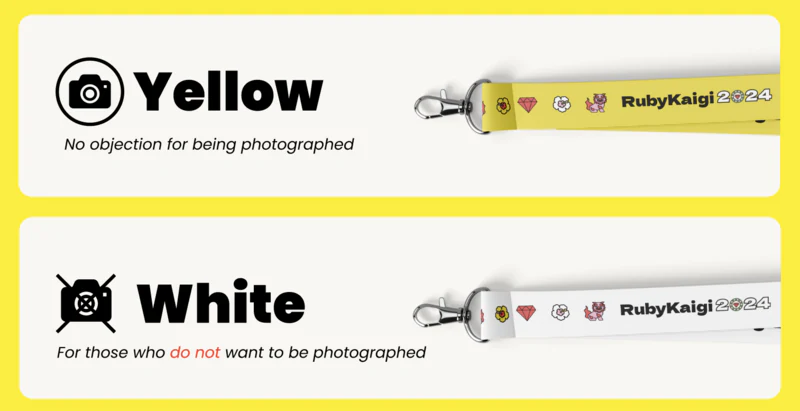 Yellow
No objection for being photographed
RubyKaigi 2024
White
For those who do not want to be photographed
RubyKaigi 2024